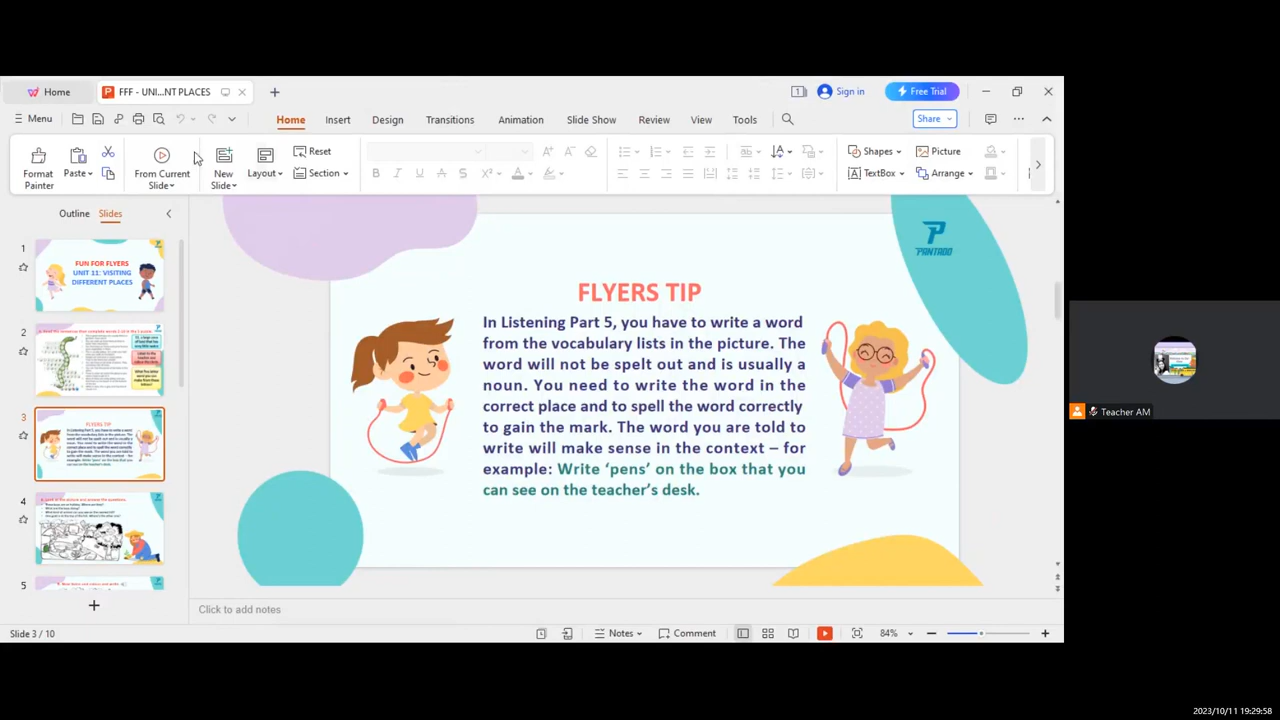 Home
FFF - UNI...NT PLACES
1
Sign in
Free Trial
Menu
Home
Insert
Design
Transitions
Animation
Slide Show
Review
View
Tools
Share
Format
Painter
Paste
From Current
Slide
New
Slide
Layout
Reset
Section
Shapes
Picture
TextBox
Arrange
Outline
Slides
1
FUN FOR FLYERS
UNIT 11: VISITING
DIFFERENT PLACES
2
3
4
5
PANTADO
FLYERS TIP
In Listening Part 5, you have to write a word
from the vocabulary lists in the picture. The
word will not be spelt out and is usually a
noun. You need to write the word in the
correct place and to spell the word correctly
to gain the mark. The word you are told to
write will make sense in the context – for
example: Write ‘pens’ on the box that you
can see on the teacher’s desk.
Click to add notes
Slide 3 / 10
Notes
Comment
84%
Teacher AM
2023/10/11 19:29:58